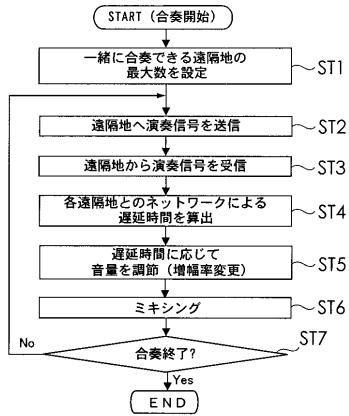 START（合奏開始）
一緒に合奏できる遠隔地の
最大数を設定
ST1
遠隔地へ演奏信号を送信
ST2
遠隔地から演奏信号を受信
ST3
各遠隔地とのネットワークによる
遅延時間を算出
ST4
遅延時間に応じて
音量を調節（増幅率変更）
ST5
ミキシング
ST6
合奏終了?
ST7
No
Yes
END